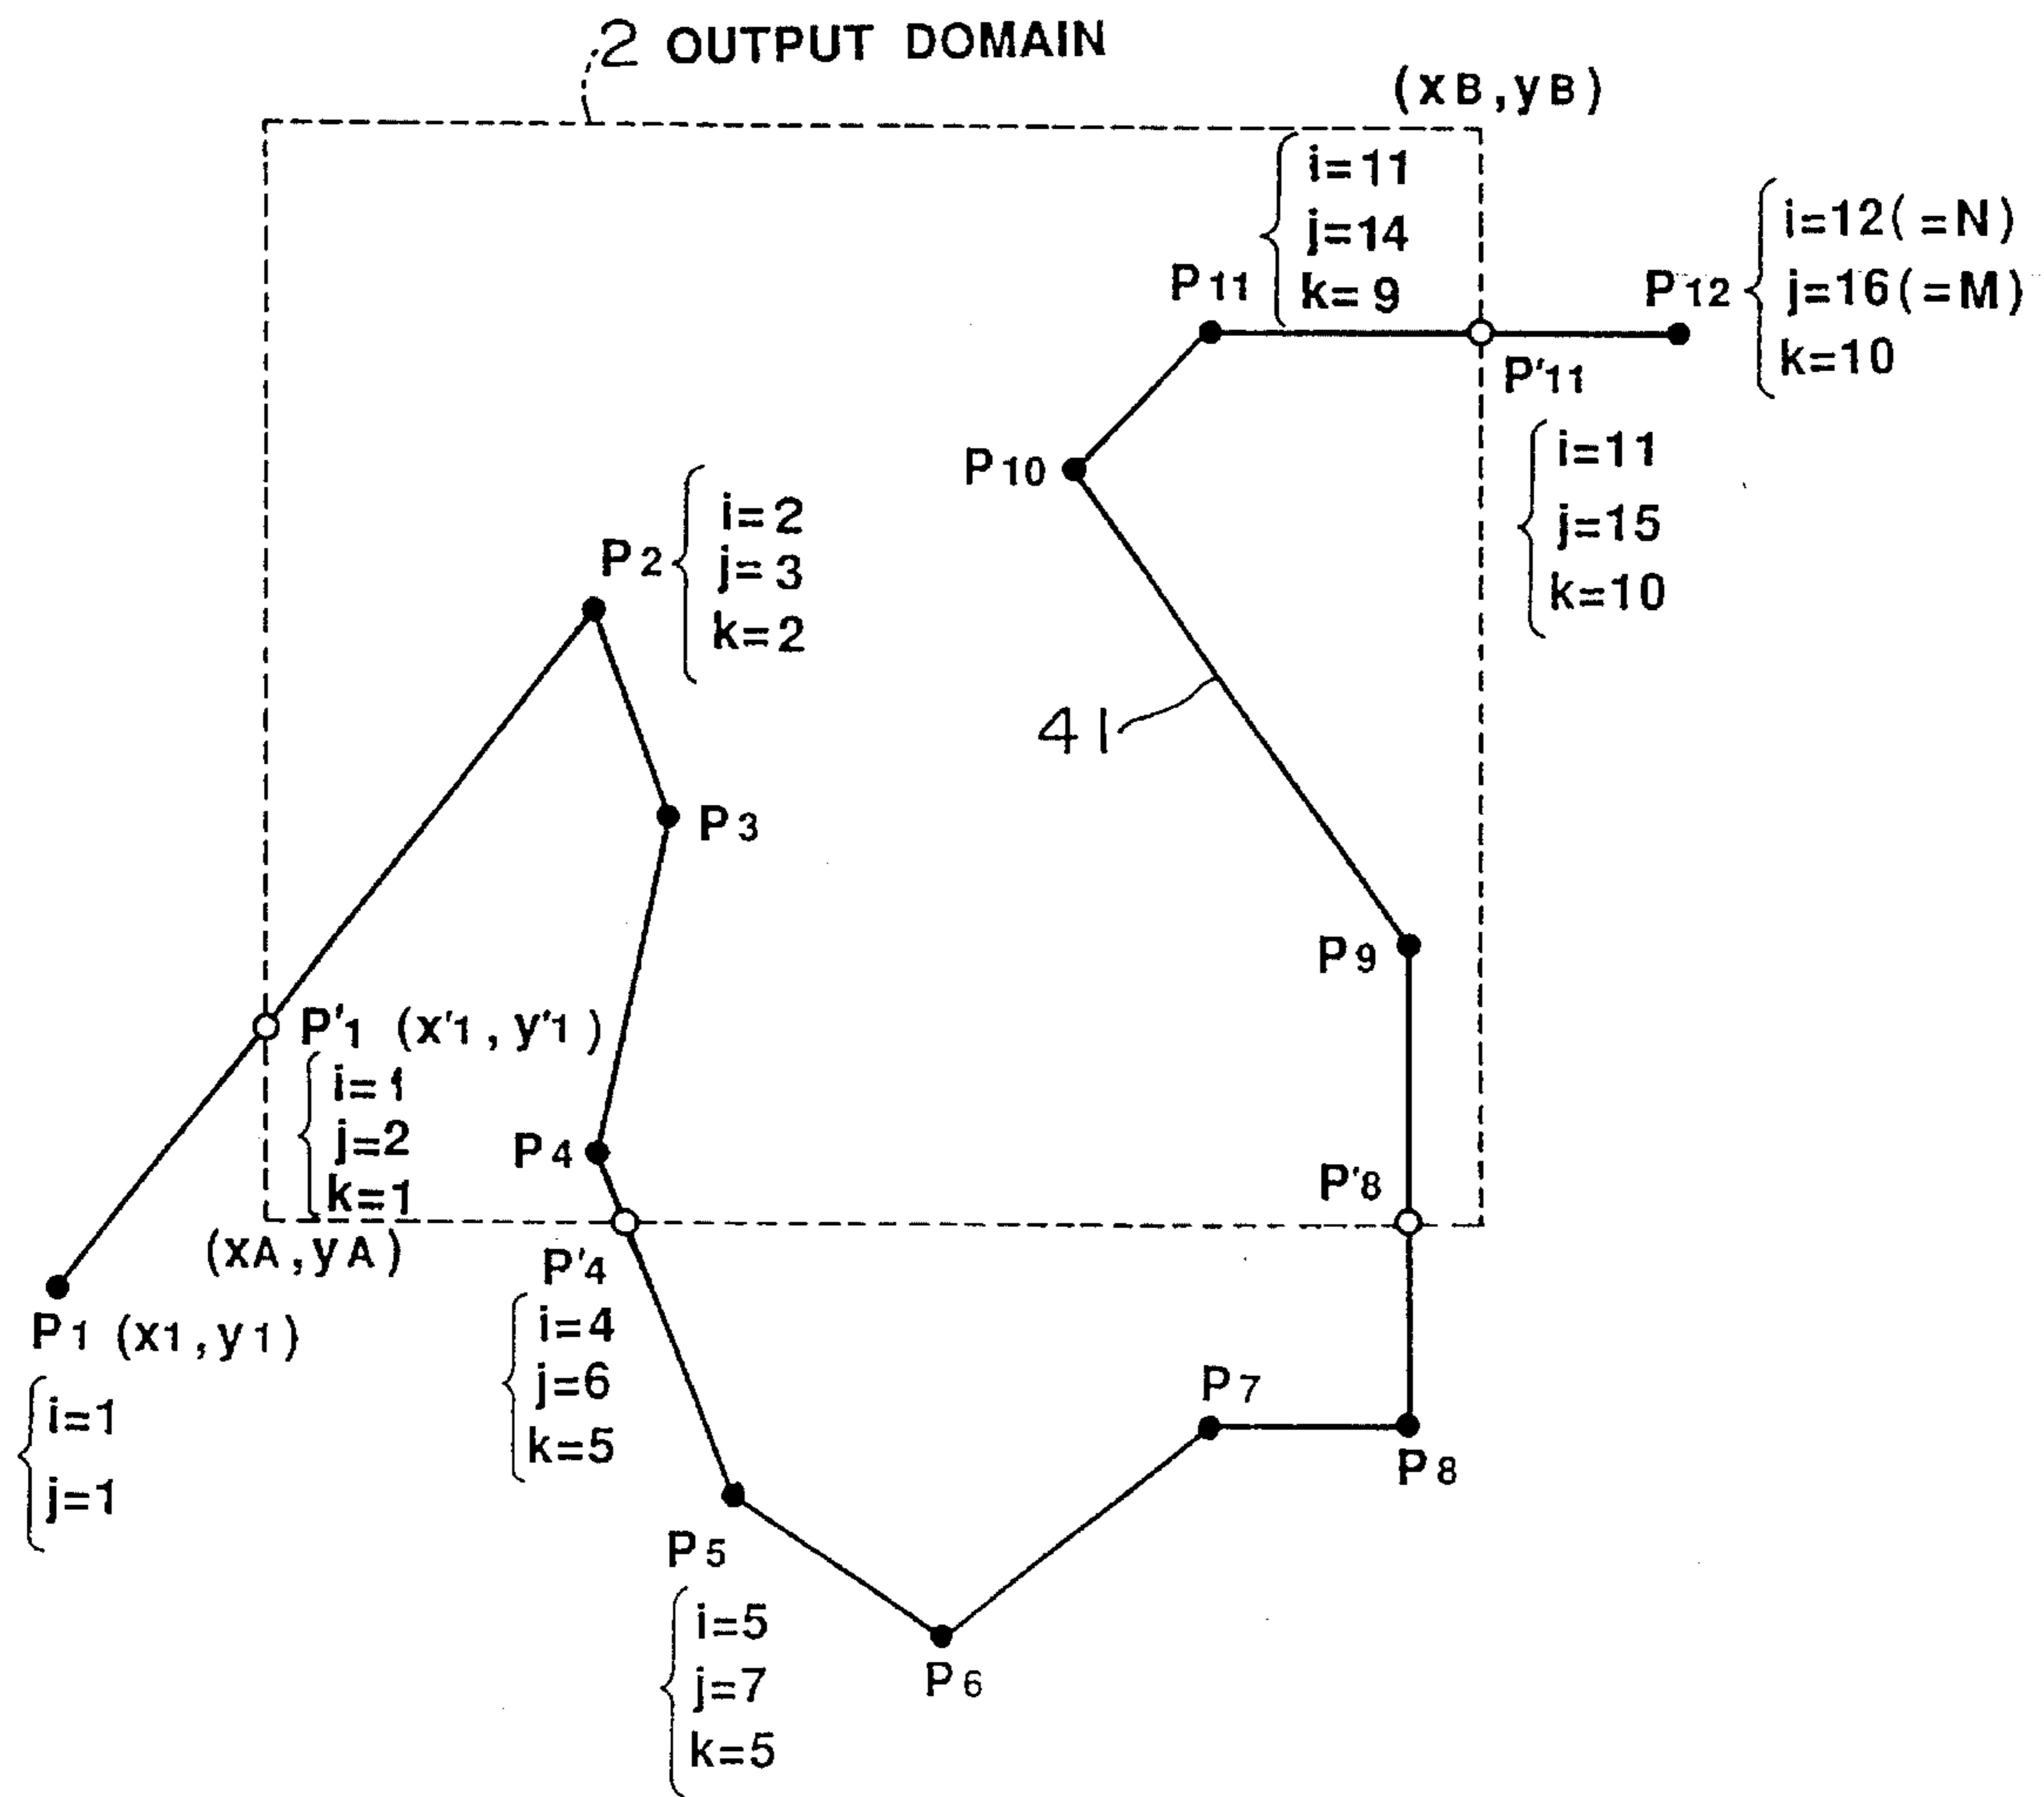 2 OUTPUT DOMAIN
(xB,yB)
i=11
j=14
k=9
P11
P12
i=12(=N)
j=16(=M)
k=10
P'11
i=11
j=15
k=10
P10
P2
i=2
j=3
k=2
41
P3
P9
P'1 (x'1,y'1)
i=1
j=2
k=1
P4
P'8
(xA,yA)
P'4
i=4
j=6
k=5
P1 (x1,y1)
i=1
j=1
P7
P8
P5
i=5
j=7
k=5
P6